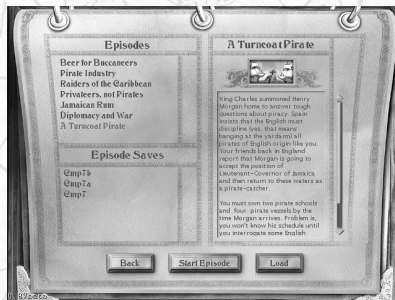 Episodes
Beer for Buccaneers
Pirate Industry
Raiders of the Caribbean
Privateers, not Pirates
Jamaican Rum
Diplomacy and War
A Turncoat Pirate
Episode Saves
Cmp7b
Cmp7a
Cmp7
A Turncoat Pirate
King Charles summoned Henry
Morgan home to answer tough
questions about piracy. Spain
insists that the English must
discipline (yes, that means
hanging at the yardarm) all
pirates of English origin like you.
Your friends back in England
report that Morgan is going to
accept the position of
Lieutenant-Governor of Jamaica
and then return to these waters as
a pirate-catcher.
You must own two pirate schools
and four pirate vessels by the
time Morgan arrives. Problem is,
you won't know his schedule until
you interrogate some English
Back
Start Episode
Load